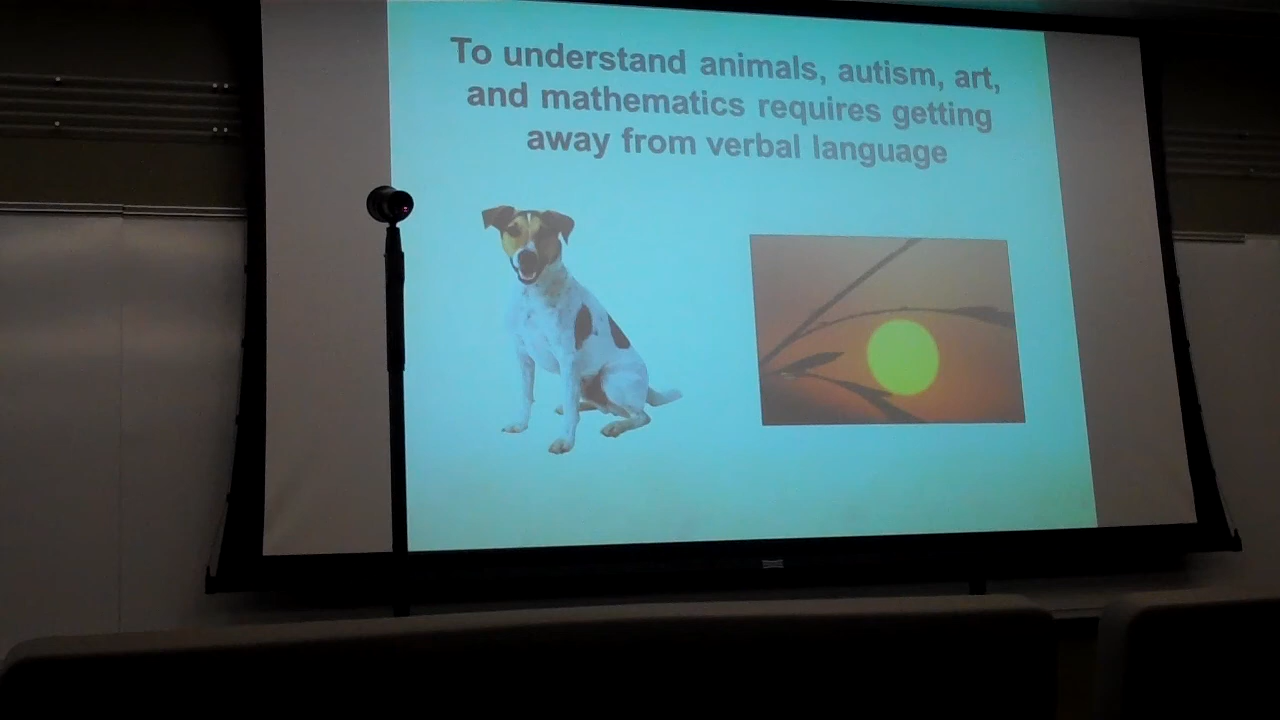 To understand animals, autism, art,
and mathematics requires getting
away from verbal language